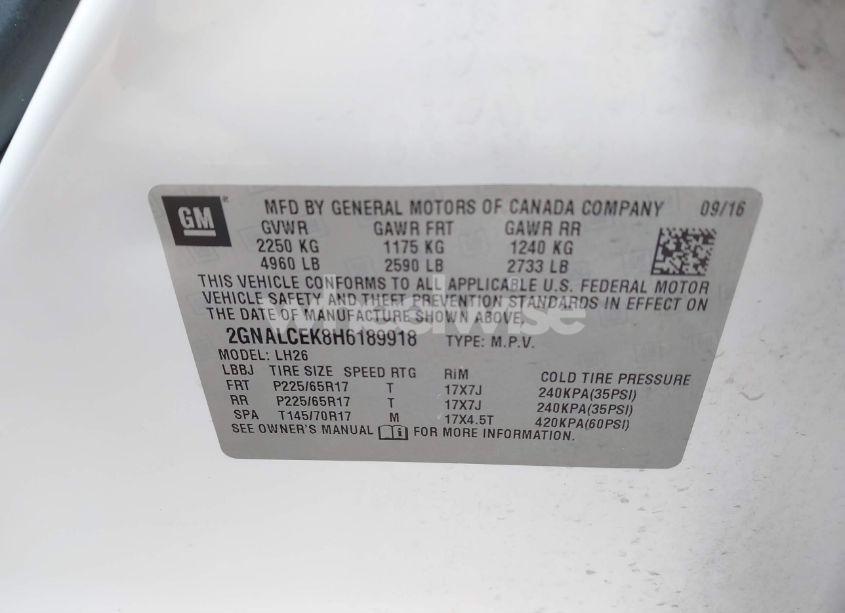 GM
MFD BY GENERAL MOTORS OF CANADA COMPANY 09/16
GVWR GAWR FRT GAWR RR
2250 KG 1175 KG 1240 KG
4960 LB 2590 LB 2733 LB
THIS VEHICLE CONFORMS TO ALL APPLICABLE U.S. FEDERAL MOTOR
VEHICLE SAFETY AND THEFT PREVENTION STANDARDS IN EFFECT ON
THE DATE OF MANUFACTURE SHOWN ABOVE.
wheelwise
2GNALCEK8H6189918 TYPE: M.P.V.
MODEL: LH26
LBBJ TIRE SIZE SPEED RTG RiM COLD TIRE PRESSURE
FRT P225/65R17 T 17X7J 240KPA(35PSI)
RR P225/65R17 T 17X7J 240KPA(35PSI)
SPA T145/70R17 M 17X4.5T 420KPA(60PSI)
SEE OWNER'S MANUAL FOR MORE INFORMATION.